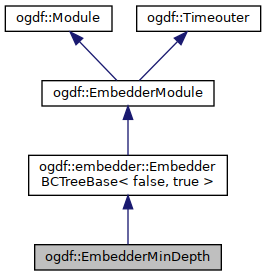 ogdf::Module
ogdf::Timeouter
ogdf::EmbedderModule
ogdf::embedder::Embedder
BCTreeBase< false, true >
ogdf::EmbedderMinDepth